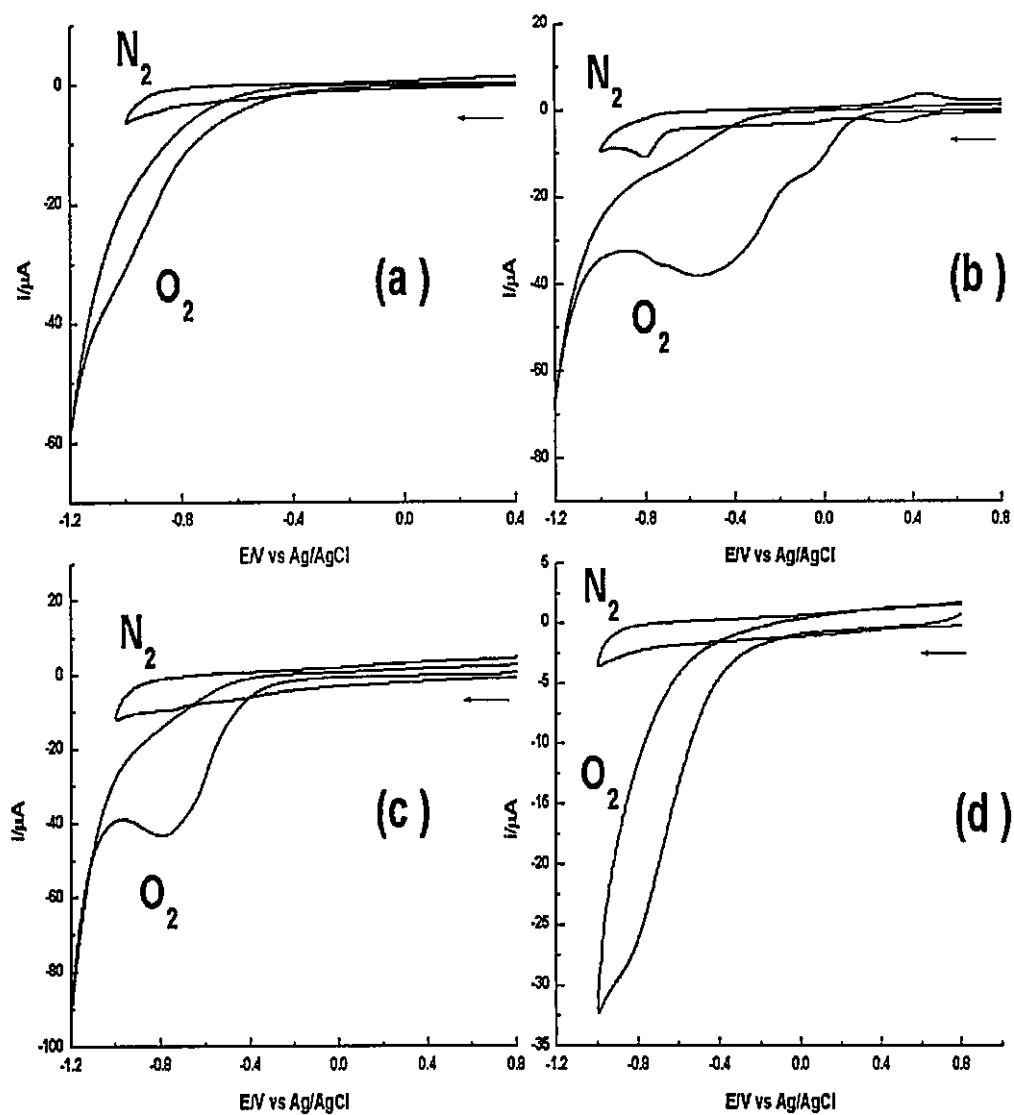 N2
O2
(a)
I/µA
0
-20
-40
-60
-1.2 -0.8 -0.4 0.0 0.4
E/V vs Ag/AgCl
N2
O2
(b)
I/µA
20
0
-20
-40
-60
-80
-1.2 -0.8 -0.4 0.0 0.4 0.8
E/V vs Ag/AgCl
N2
O2
(c)
I/µA
20
0
-20
-40
-60
-80
-100
-1.2 -0.8 -0.4 0.0 0.4 0.8
E/V vs Ag/AgCl
N2
O2
(d)
I/µA
5
0
-5
-10
-15
-20
-25
-30
-35
-1.2 -0.8 -0.4 0.0 0.4 0.8
E/V vs Ag/AgCl